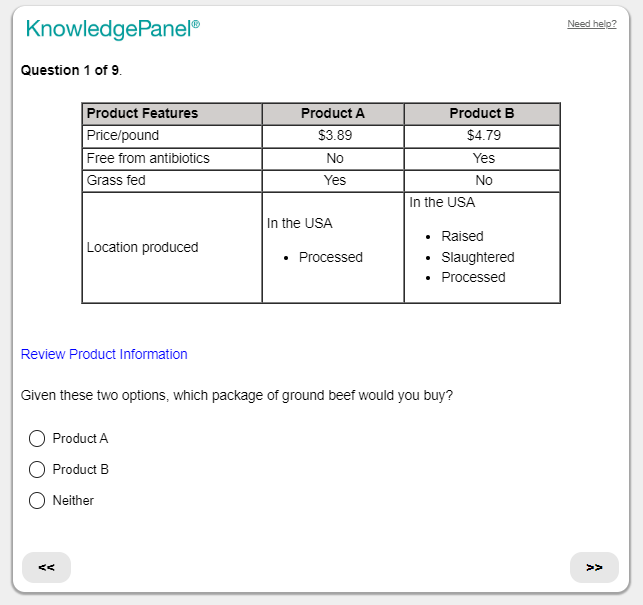 KnowledgePanel®
Need help?
Question 1 of 9.
Product Features Product A Product B
Price/pound $3.89 $4.79
Free from antibiotics No Yes
Grass fed Yes No
Location produced
In the USA
• Processed
In the USA
• Raised
• Slaughtered
• Processed
Review Product Information
Given these two options, which package of ground beef would you buy?
Product A
Product B
Neither
<< >>